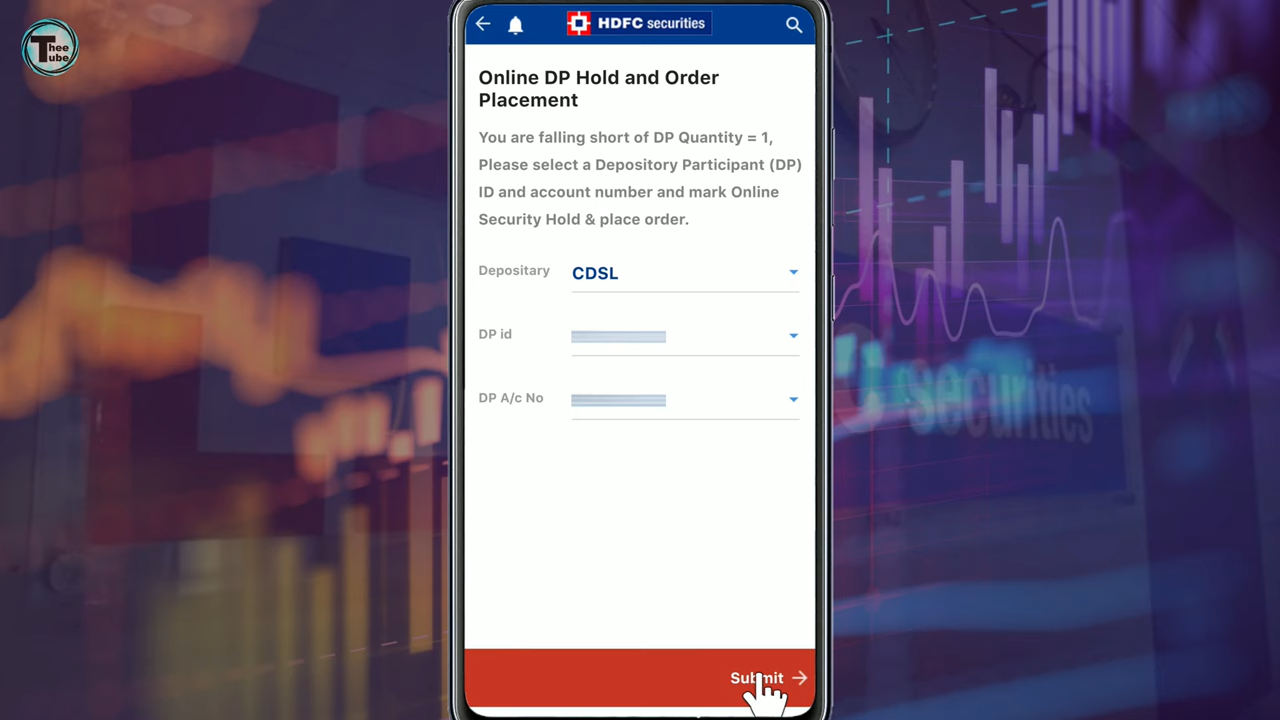 Thee
Tube
HDFC securities
Online DP Hold and Order
Placement
You are falling short of DP Quantity = 1,
Please select a Depository Participant (DP)
ID and account number and mark Online
Security Hold & place order.
Depositary CDSL
DP id
DP A/c No
Submit
securities